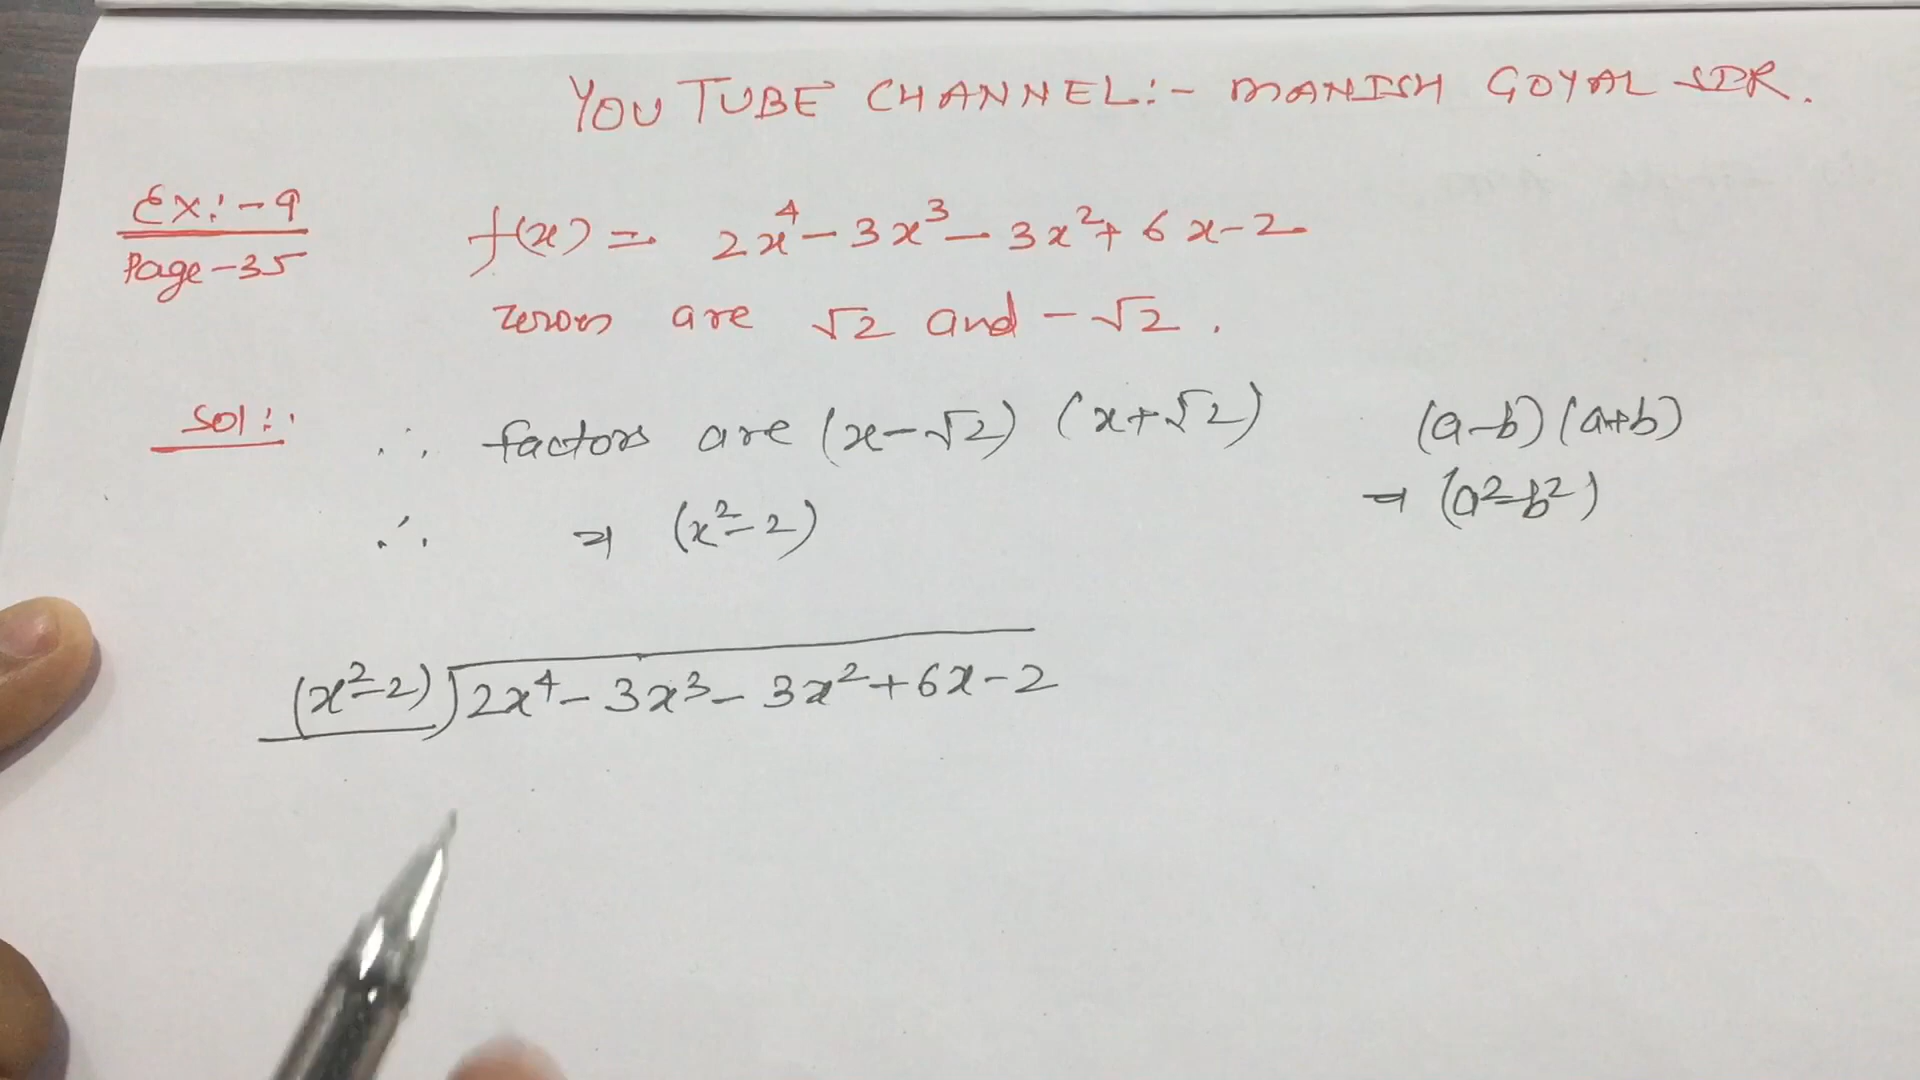 YOUTUBE CHANNEL:- MANISH GOYAL SIR.
Ex:-9
Page-35
f(x) = 2x⁴-3x³-3x²+6x-2
zeroes are √2 and -√2.
Sol:·
∴ factors are (x-√2) (x+√2)
(a-b)(a+b)
∴ ⇒ (x²-2)
⇒ (a²-b²)
(x²-2)) 2x⁴-3x³-3x²+6x-2